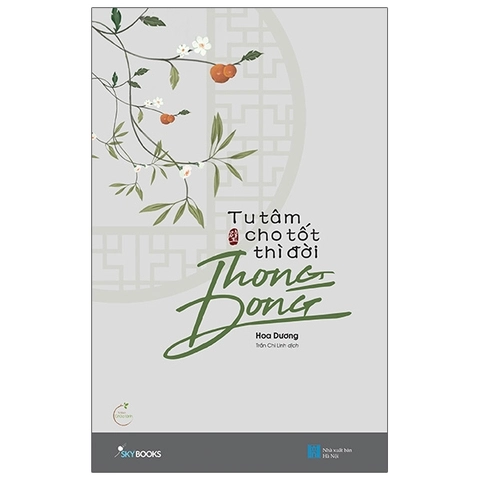 Tu tâm
cho tốt
thì đời
Thong
Dong
Hoa Dương
Trần Chi Linh dịch
SKYBOOKS
Nhà xuất bản
Hà Nội